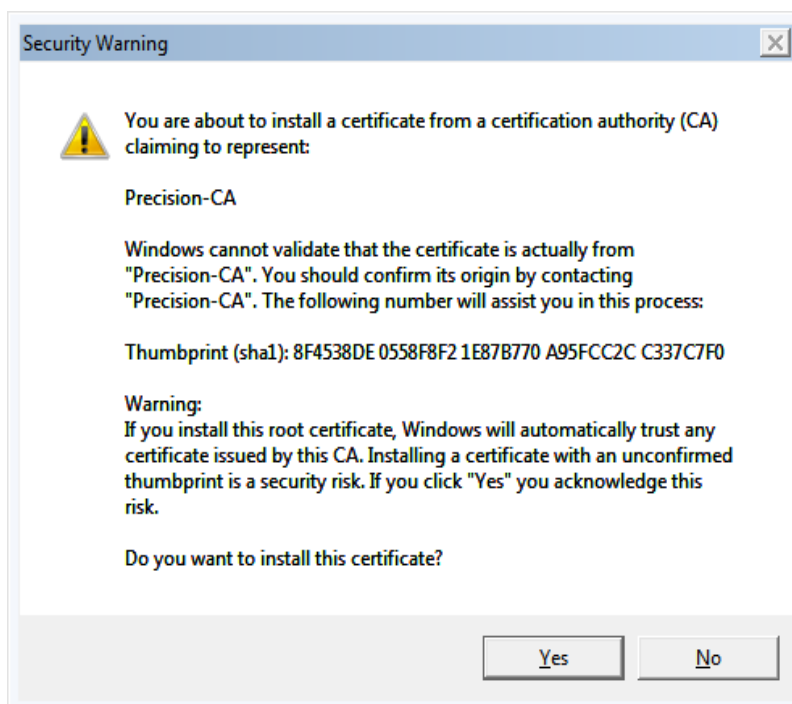 Security Warning
You are about to install a certificate from a certification authority (CA)
claiming to represent:
Precision-CA
Windows cannot validate that the certificate is actually from
"Precision-CA". You should confirm its origin by contacting
"Precision-CA". The following number will assist you in this process:
Thumbprint (sha1): 8F4538DE 0558F8F2 1E87B770 A95FCC2C C337C7F0
Warning:
If you install this root certificate, Windows will automatically trust any
certificate issued by this CA. Installing a certificate with an unconfirmed
thumbprint is a security risk. If you click "Yes" you acknowledge this
risk.
Do you want to install this certificate?
Yes
No